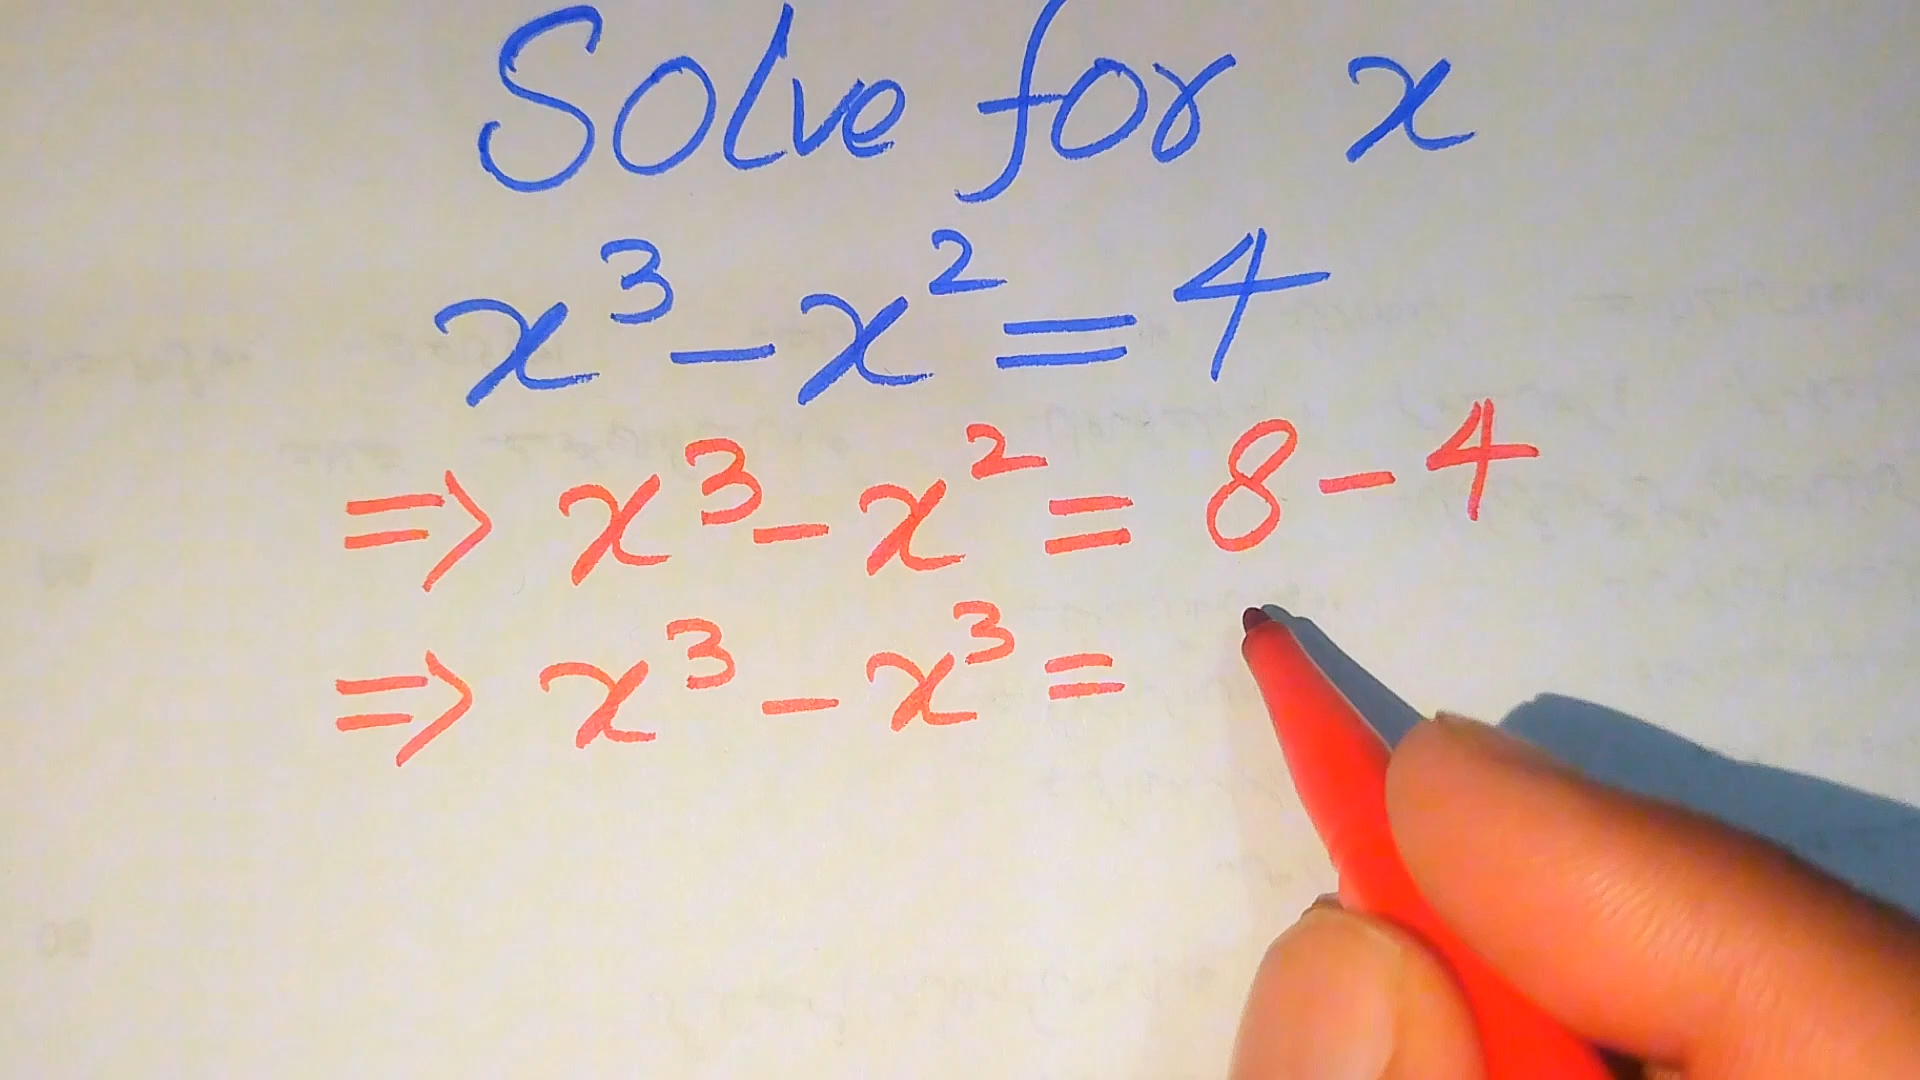 Solve for x
x³ - x² = 4
⇒ x³ - x² = 8 - 4
⇒ x³ - x³ =